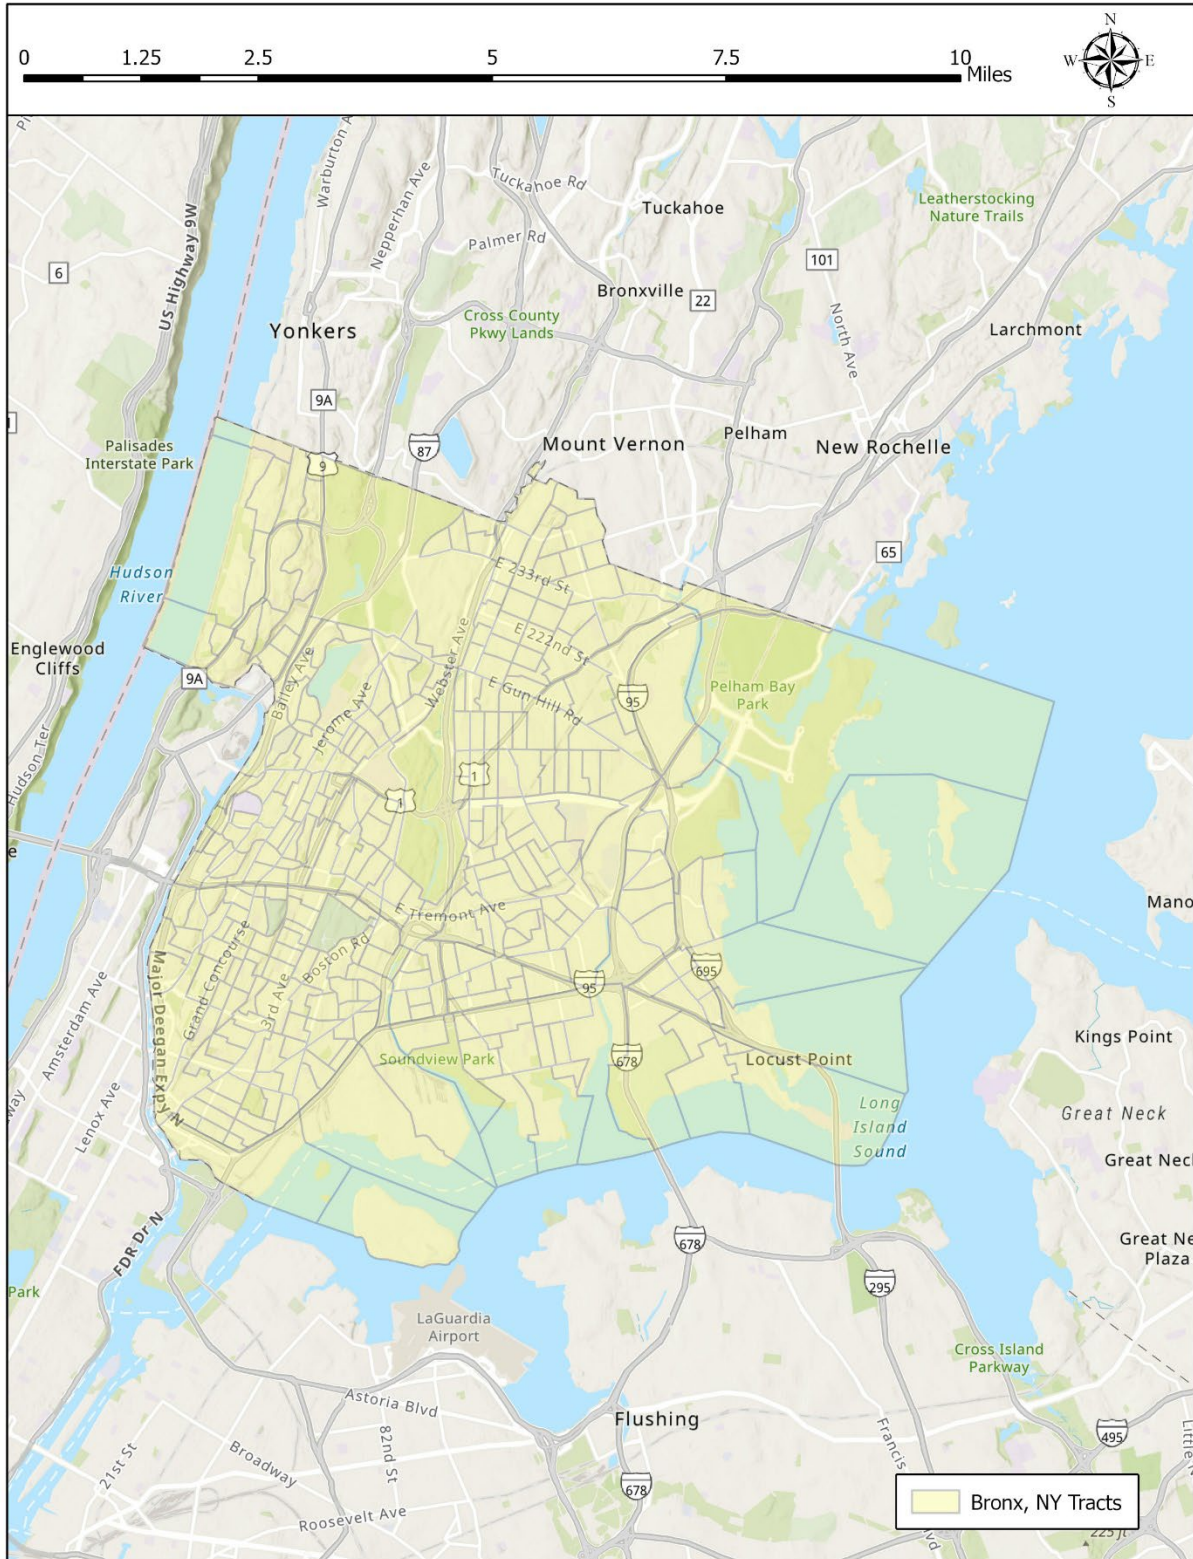 0 1.25 2.5 5 7.5 10
Miles
N
W E
S
Warburton A
Nepperhan Ave
Tuckahoe Rd
Tuckahoe
Leatherstocking
Nature Trails
US Highway 9W
Palmer Rd
101
6
Bronxville
22
Cross County
Pkwy Lands
Yonkers
North Ave
Larchmont
9A
Palisades
Interstate Park
9
87
Mount Vernon
Pelham
New Rochelle
65
Hudson
River
E 233rd St
E 222nd St
Englewood
Cliffs
9A
Bailey Ave
Webster Ave
E Gun Hill Rd
95
Pelham Bay
Park
Jerome Ave
Hudson Ter
1
1
e
E Tremont Ave
Mano
Grand Concourse
Boston Rd
3rd Ave
Major Deegan Expy N
695
95
Amsterdam Ave
Kings Point
Soundview Park
678
Locust Point
Long
Island
Sound
Great Neck
Lenox Ave
way
Great Neck
FDR Dr N
678
Great Ne
Plaza
295
Park
LaGuardia
Airport
Cross Island
Parkway
Astoria Blvd
Flushing
82nd St
Francis
495
Little N
21st St
Broadway
678
Roosevelt Ave
Bronx, NY Tracts
vd
225 ft